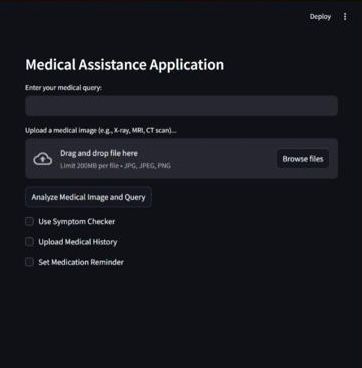 Deploy
Medical Assistance Application
Enter your medical query:
Upload a medical image (e.g., X-ray, MRI, CT scan)...
Drag and drop file here
Limit 200MB per file • JPG, JPEG, PNG
Browse files
Analyze Medical Image and Query
Use Symptom Checker
Upload Medical History
Set Medication Reminder